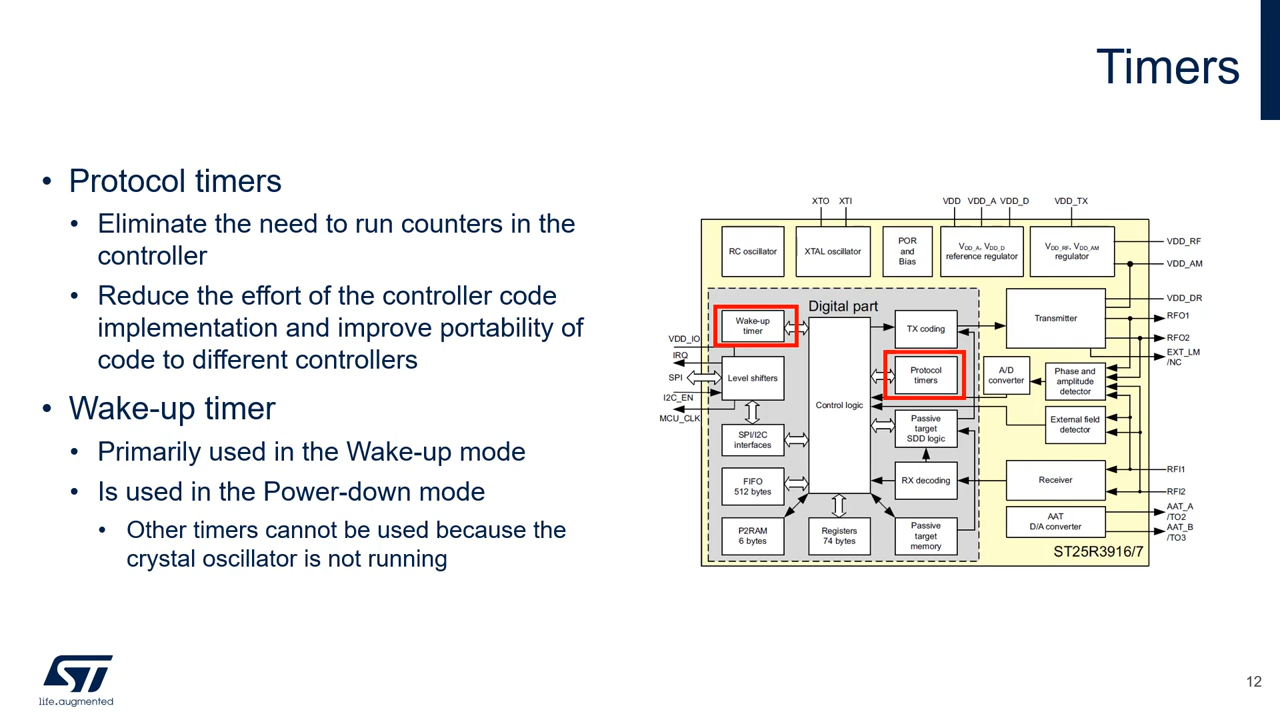 Timers
• Protocol timers
• Eliminate the need to run counters in the
controller
• Reduce the effort of the controller code
implementation and improve portability of
code to different controllers
• Wake-up timer
• Primarily used in the Wake-up mode
• Is used in the Power-down mode
• Other timers cannot be used because the
crystal oscillator is not running
XTO XTI VDD VDD_A VDD_D VDD_TX
RC oscillator
XTAL oscillator
POR
and
Bias
VDD_A, VDD_D
reference regulator
VDD_RF, VDD_AM
regulator
VDD_RF
VDD_AM
VDD_DR
RFO1
RFO2
EXT_LM
/NC
RFI1
RFI2
AAT_A
/TO2
AAT_B
/TO3
Digital part
Wake-up
timer
VDD_IO
IRQ
SPI
I2C_EN
MCU_CLK
Level shifters
SPI/I2C
interfaces
FIFO
512 bytes
P2RAM
6 bytes
Control logic
Registers
74 bytes
TX coding
Protocol
timers
Passive
target
SDD logic
RX decoding
Passive
target
memory
Transmitter
A/D
converter
Phase and
amplitude
detector
External field
detector
Receiver
AAT
D/A converter
ST25R3916/7
ST
life.augmented
12